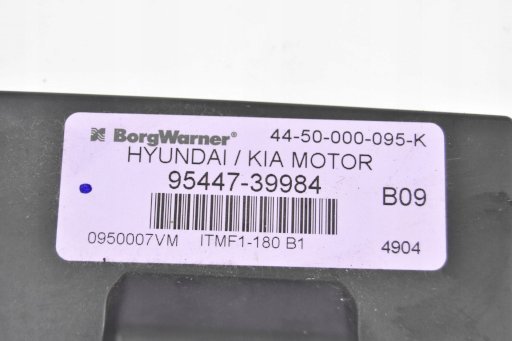 BorgWarner® 44-50-000-095-K
HYUNDAI / KIA MOTOR
95447-39984
B09
0950007VM ITMF1-180 B1 4904